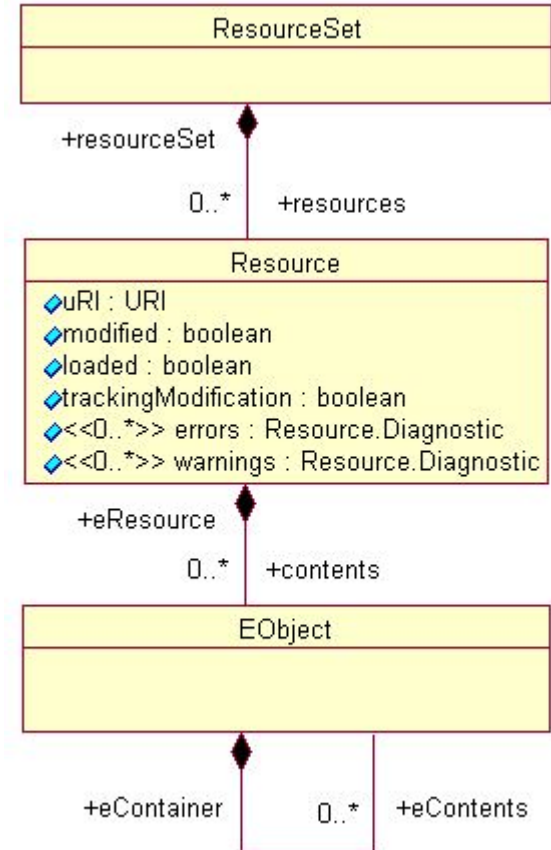 ResourceSet
+resourceSet
0..* +resources
Resource
uRI : URI
modified : boolean
loaded : boolean
trackingModification : boolean
<<0..*>> errors : Resource.Diagnostic
<<0..*>> warnings : Resource.Diagnostic
+eResource
0..* +contents
EObject
+eContainer 0..* +eContents